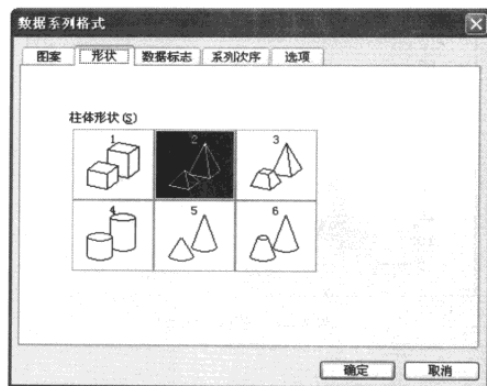 数据系列格式
图案 形状 数据标志 系列次序 选项
柱体形状(S)
1 2 3
4 5 6
确定 取消